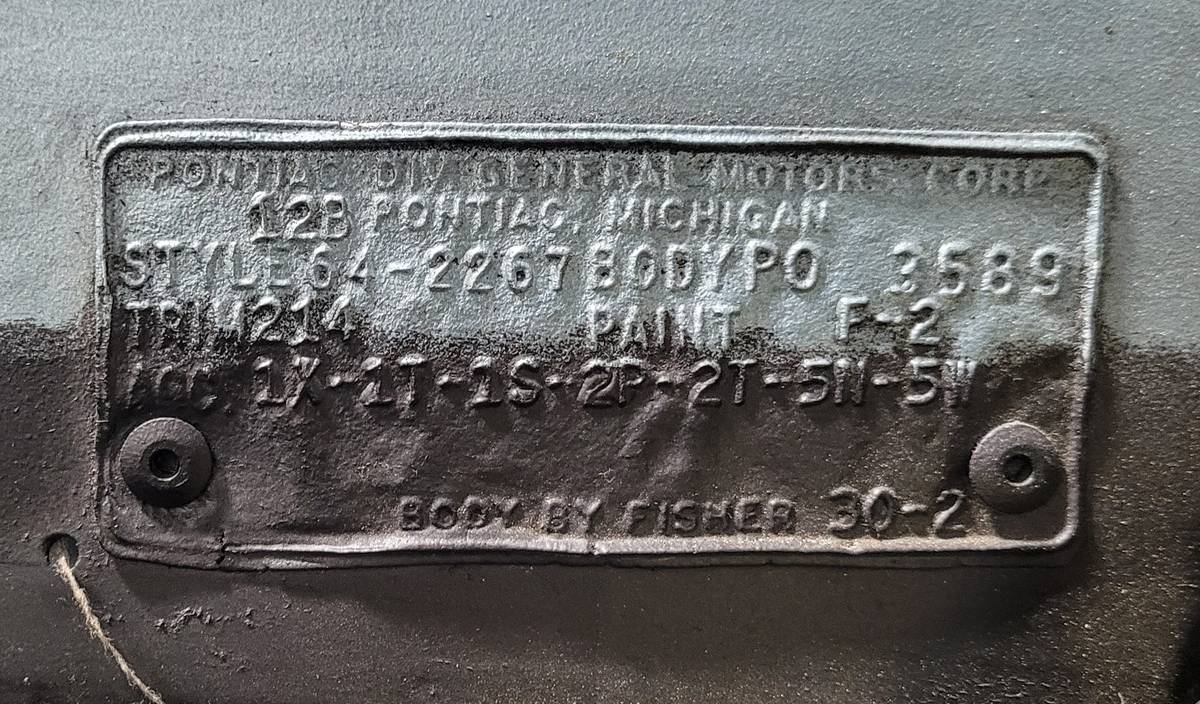 PONTIAC DIV. GENERAL MOTORS CORP.
12B PONTIAC, MICHIGAN
STYLE 64-2267 BODY PO 3589
TRIM 214 PAINT F-2
ACC. 1X-1T-1S-2P-2T-5N-5W
BODY BY FISHER 30-2